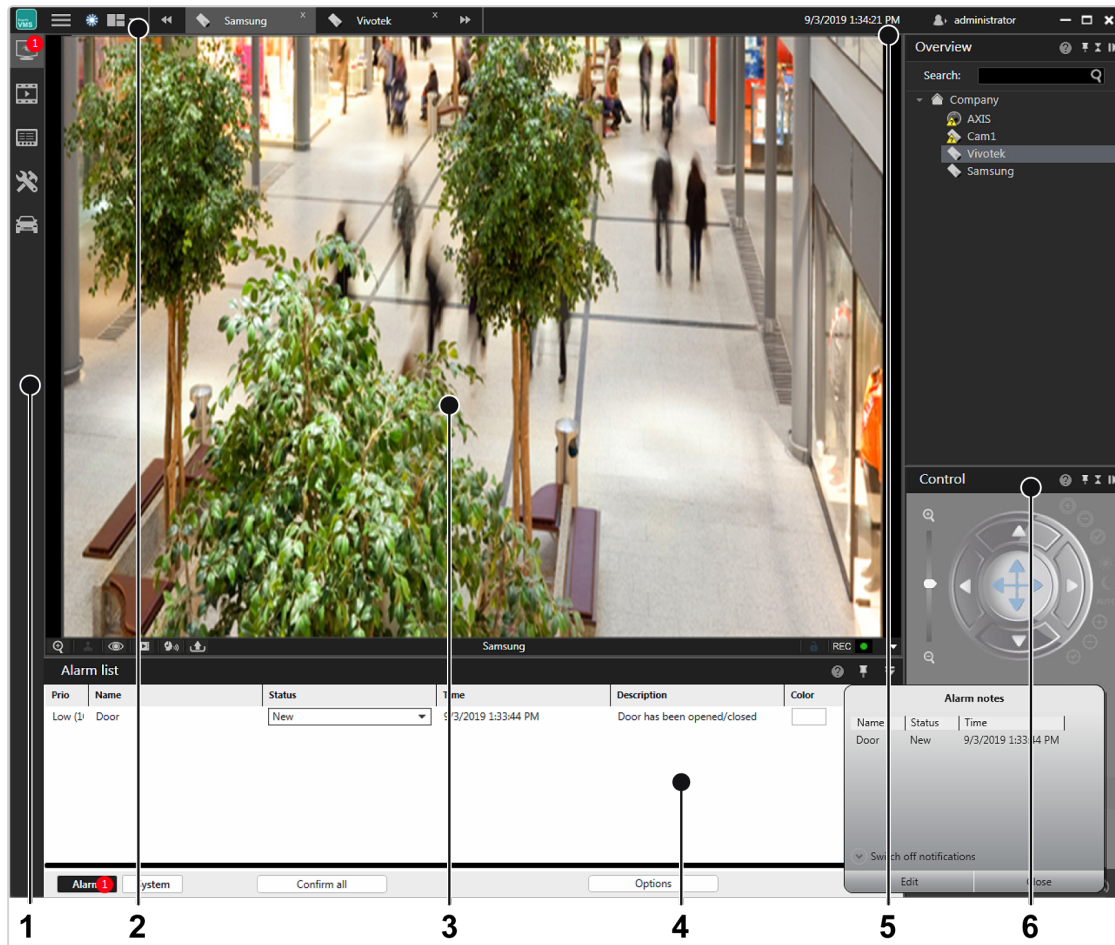 VMS
Samsung x
Vivotek x
9/3/2019 1:34:21 PM
administrator
1
Overview
Search:
Company
AXIS
Cam1
Vivotek
Samsung
Control
Samsung
REC
Alarm list
Prio Name Status Time Description Color
Low (1 Door New 9/3/2019 1:33:44 PM Door has been opened/closed
Alarm notes
Name Status Time
Door New 9/3/2019 1:33:44 PM
Switch off notifications
Edit Close
Alarm 1 System Confirm all Options
1 2 3 4 5 6